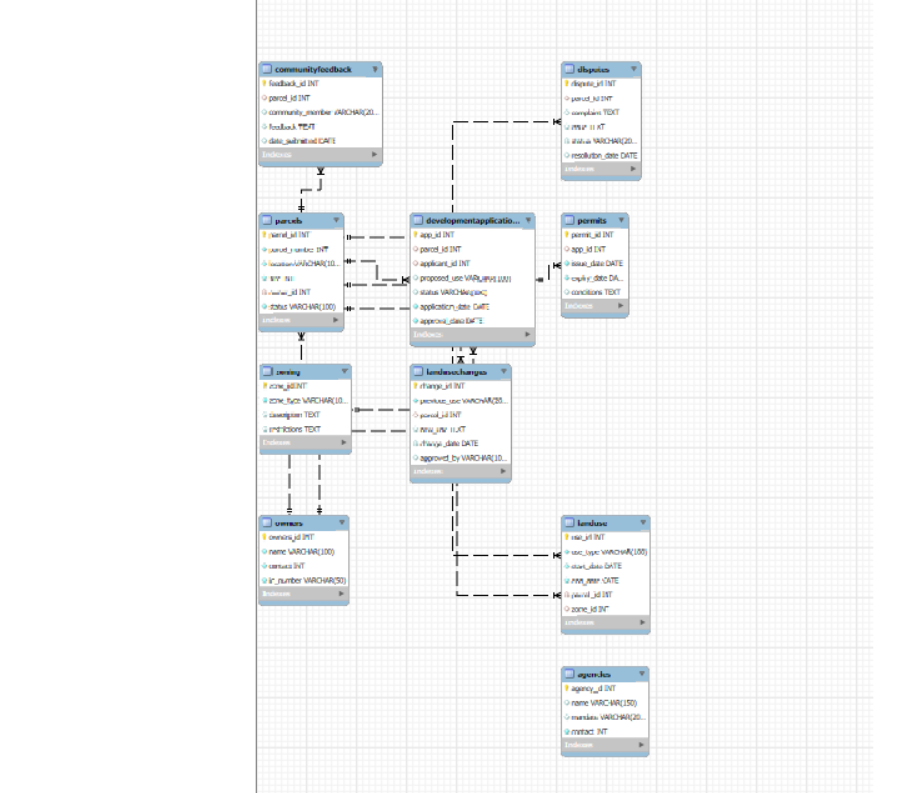 communityfeedback
feedback_id INT
parcel_id INT
community_member VARCHAR(20...
feedback TEXT
date_submitted DATE
Indexes
disputes
dispute_id INT
parcel_id INT
complaint TEXT
issue TEXT
status VARCHAR(20...
resolution_date DATE
Indexes
parcels
parcel_id INT
parcel_number INT
location VARCHAR(10...
INT
owner_id INT
status VARCHAR(100)
Indexes
developmentapplicatio...
app_id INT
parcel_id INT
applicant_id INT
proposed_use VARCHAR(100)
status VARCHAR(100)
application_date DATE
approval_date DATE
Indexes
permits
permit_id INT
app_id INT
issue_date DATE
expiry_date DA...
conditions TEXT
Indexes
zoning
zone_id INT
zone_type VARCHAR(10...
description TEXT
restrictions TEXT
Indexes
landusechanges
change_id INT
previous_use VARCHAR(20...
parcel_id INT
new_use TEXT
change_date DATE
approved_by VARCHAR(10...
Indexes
owners
owners_id INT
name VARCHAR(100)
contact INT
id_number VARCHAR(50)
Indexes
landuse
use_id INT
use_type VARCHAR(100)
start_date DATE
end_date DATE
parcel_id INT
zone_id INT
Indexes
agencies
agency_id INT
name VARCHAR(150)
mandate VARCHAR(20...
contact INT
Indexes